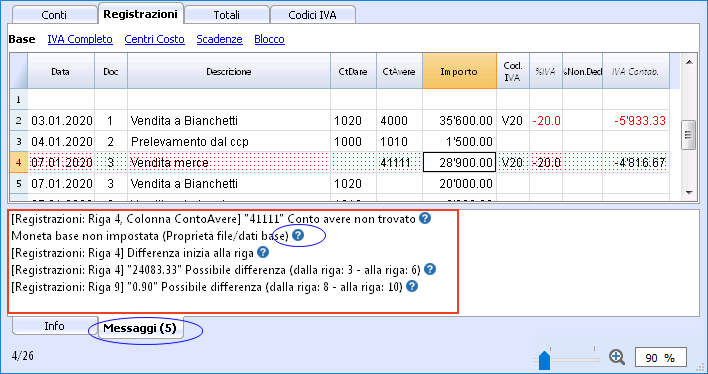 Conti Registrazioni Totali Codici IVA
Base IVA Completo Centri Costo Scadenze Blocco
Data Doc Descrizione CtDare CtAvere Importo Cod. IVA %IVA %Non.Ded IVA Contab.
1
2 03.01.2020 1 Vendita a Bianchetti 1020 4000 35'600.00 V20 -20.0 -5'933.33
3 04.01.2020 2 Prelevamento dal ccp 1000 1010 1'500.00
4 07.01.2020 3 Vendita merce 41111 28'900.00 V20 -20.0 -4'816.67
5 07.01.2020 3 Vendita a Bianchetti 1020 20'000.00
[Registrazioni: Riga 4, Colonna ContoAvere] "41111" Conto avere non trovato ?
Moneta base non impostata (Proprietà file/dati base) ?
[Registrazioni: Riga 4] Differenza inizia alla riga ?
[Registrazioni: Riga 4] "24083.33" Possibile differenza (dalla riga: 3 - alla riga: 6) ?
[Registrazioni: Riga 9] "0.90" Possibile differenza (dalla riga: 8 - alla riga: 10) ?
Info Messaggi (5)
4/26 90 %